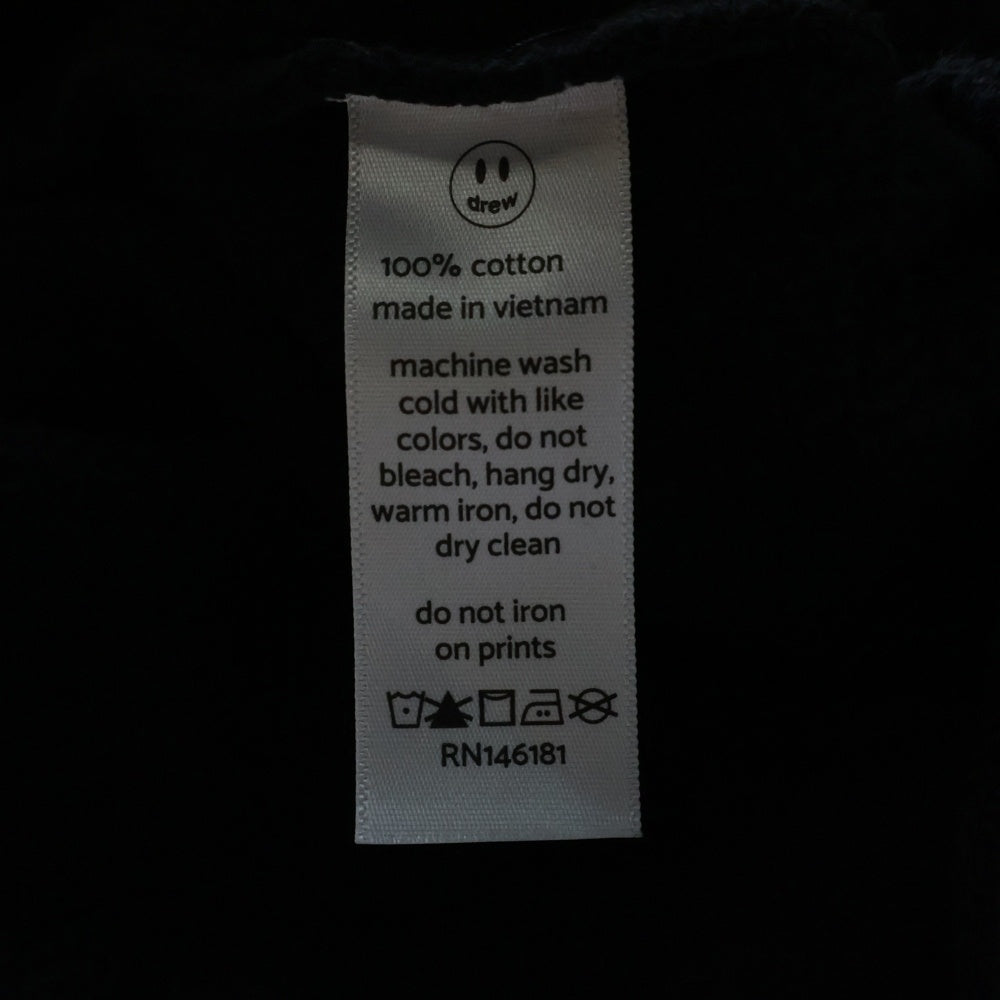 drew
100% cotton
made in vietnam
machine wash
cold with like
colors, do not
bleach, hang dry,
warm iron, do not
dry clean
do not iron
on prints
RN146181